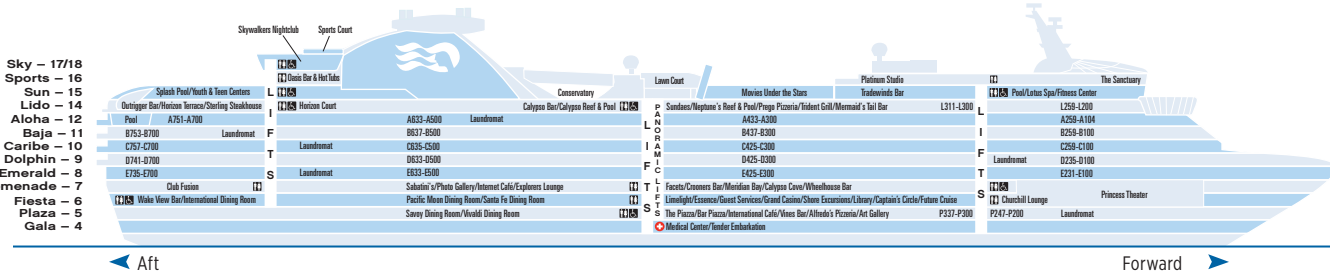 Skywalkers Nightclub Sports Court
Sky – 17/18
Sports – 16 Oasis Bar & Hot Tubs Lawn Court Platinum Studio The Sanctuary
Sun – 15 Splash Pool/Youth & Teen Centers Conservatory Movies Under the Stars Tradewinds Bar Pool/Lotus Spa/Fitness Center
Lido – 14 Outrigger Bar/Horizon Terrace/Sterling Steakhouse Horizon Court Calypso Bar/Calypso Reef & Pool Sundaes/Neptune's Reef & Pool/Prego Pizzeria/Trident Grill/Mermaid's Tail Bar L311-L300 L259-L200
Aloha – 12 Pool A751-A700 A633-A500 Laundromat A433-A300 A259-A104
Baja – 11 B753-B700 Laundromat B637-B500 B437-B300 B259-B100
Caribe – 10 C757-C700 Laundromat C635-C500 C425-C300 C259-C100
Dolphin – 9 D741-D700 D633-D500 D425-D300 Laundromat D235-D100
Emerald – 8 E735-E700 Laundromat E633-E500 E425-E300 E231-E100
menade – 7 Club Fusion Sabatini's/Photo Gallery/Internet Café/Explorers Lounge Facets/Crooners Bar/Meridian Bay/Calypso Cove/Wheelhouse Bar Princess Theater
Fiesta – 6 Wake View Bar/International Dining Room Pacific Moon Dining Room/Santa Fe Dining Room Limelight/Essence/Guest Services/Grand Casino/Shore Excursions/Library/Captain's Circle/Future Cruise Churchill Lounge
Plaza – 5 Savoy Dining Room/Vivaldi Dining Room The Piazza/Bar Piazza/International Café/Vines Bar/Alfredo's Pizzeria/Art Gallery P337-P300 P247-P200 Laundromat
Gala – 4 Medical Center/Tender Embarkation
LIFTS
LIFTS
PANORAMIC LIFTS
LIFTS
Aft Forward